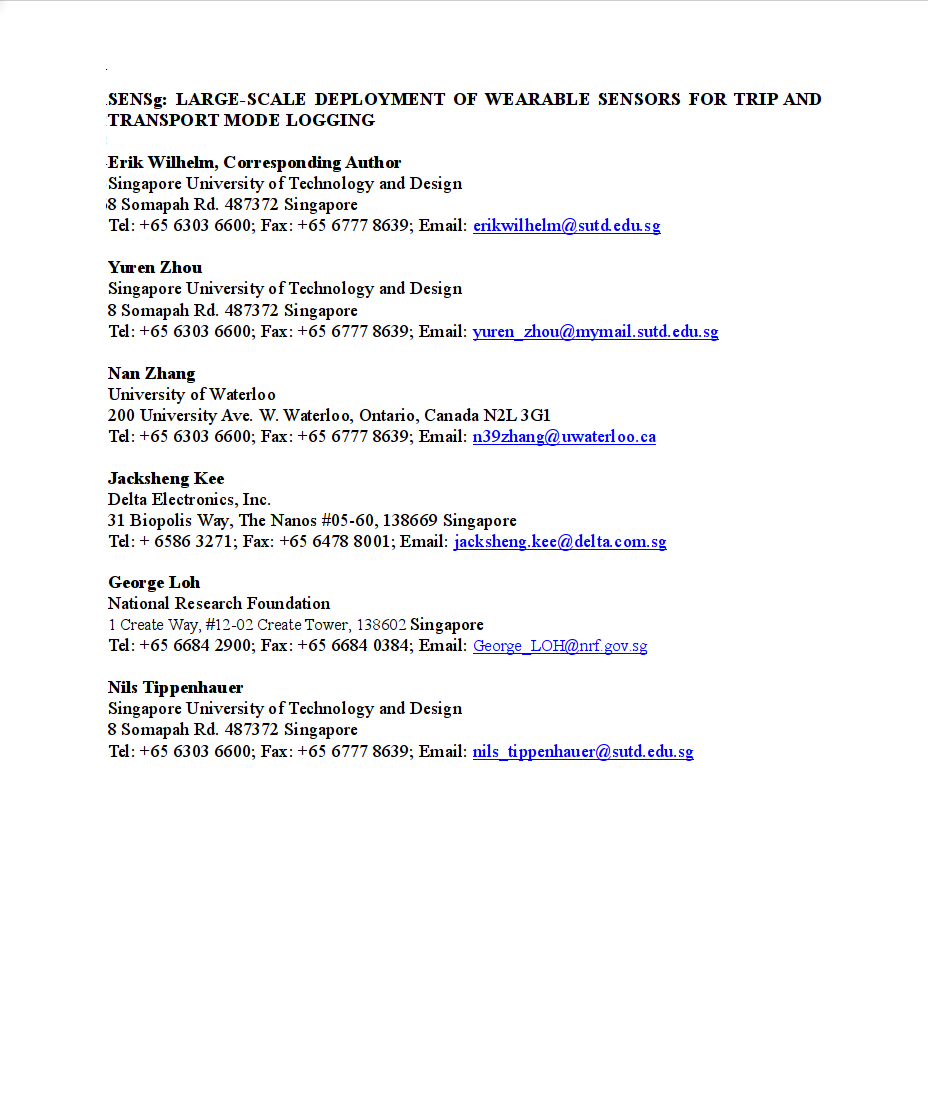 SENSg: LARGE-SCALE DEPLOYMENT OF WEARABLE SENSORS FOR TRIP AND
TRANSPORT MODE LOGGING
Erik Wilhelm, Corresponding Author
Singapore University of Technology and Design
8 Somapah Rd. 487372 Singapore
Tel: +65 6303 6600; Fax: +65 6777 8639; Email: erikwilhelm@sutd.edu.sg
Yuren Zhou
Singapore University of Technology and Design
8 Somapah Rd. 487372 Singapore
Tel: +65 6303 6600; Fax: +65 6777 8639; Email: yuren_zhou@mymail.sutd.edu.sg
Nan Zhang
University of Waterloo
200 University Ave. W. Waterloo, Ontario, Canada N2L 3G1
Tel: +65 6303 6600; Fax: +65 6777 8639; Email: n39zhang@uwaterloo.ca
Jacksheng Kee
Delta Electronics, Inc.
31 Biopolis Way, The Nanos #05-60, 138669 Singapore
Tel: + 6586 3271; Fax: +65 6478 8001; Email: jacksheng.kee@delta.com.sg
George Loh
National Research Foundation
1 Create Way, #12-02 Create Tower, 138602 Singapore
Tel: +65 6684 2900; Fax: +65 6684 0384; Email: George_LOH@nrf.gov.sg
Nils Tippenhauer
Singapore University of Technology and Design
8 Somapah Rd. 487372 Singapore
Tel: +65 6303 6600; Fax: +65 6777 8639; Email: nils_tippenhauer@sutd.edu.sg